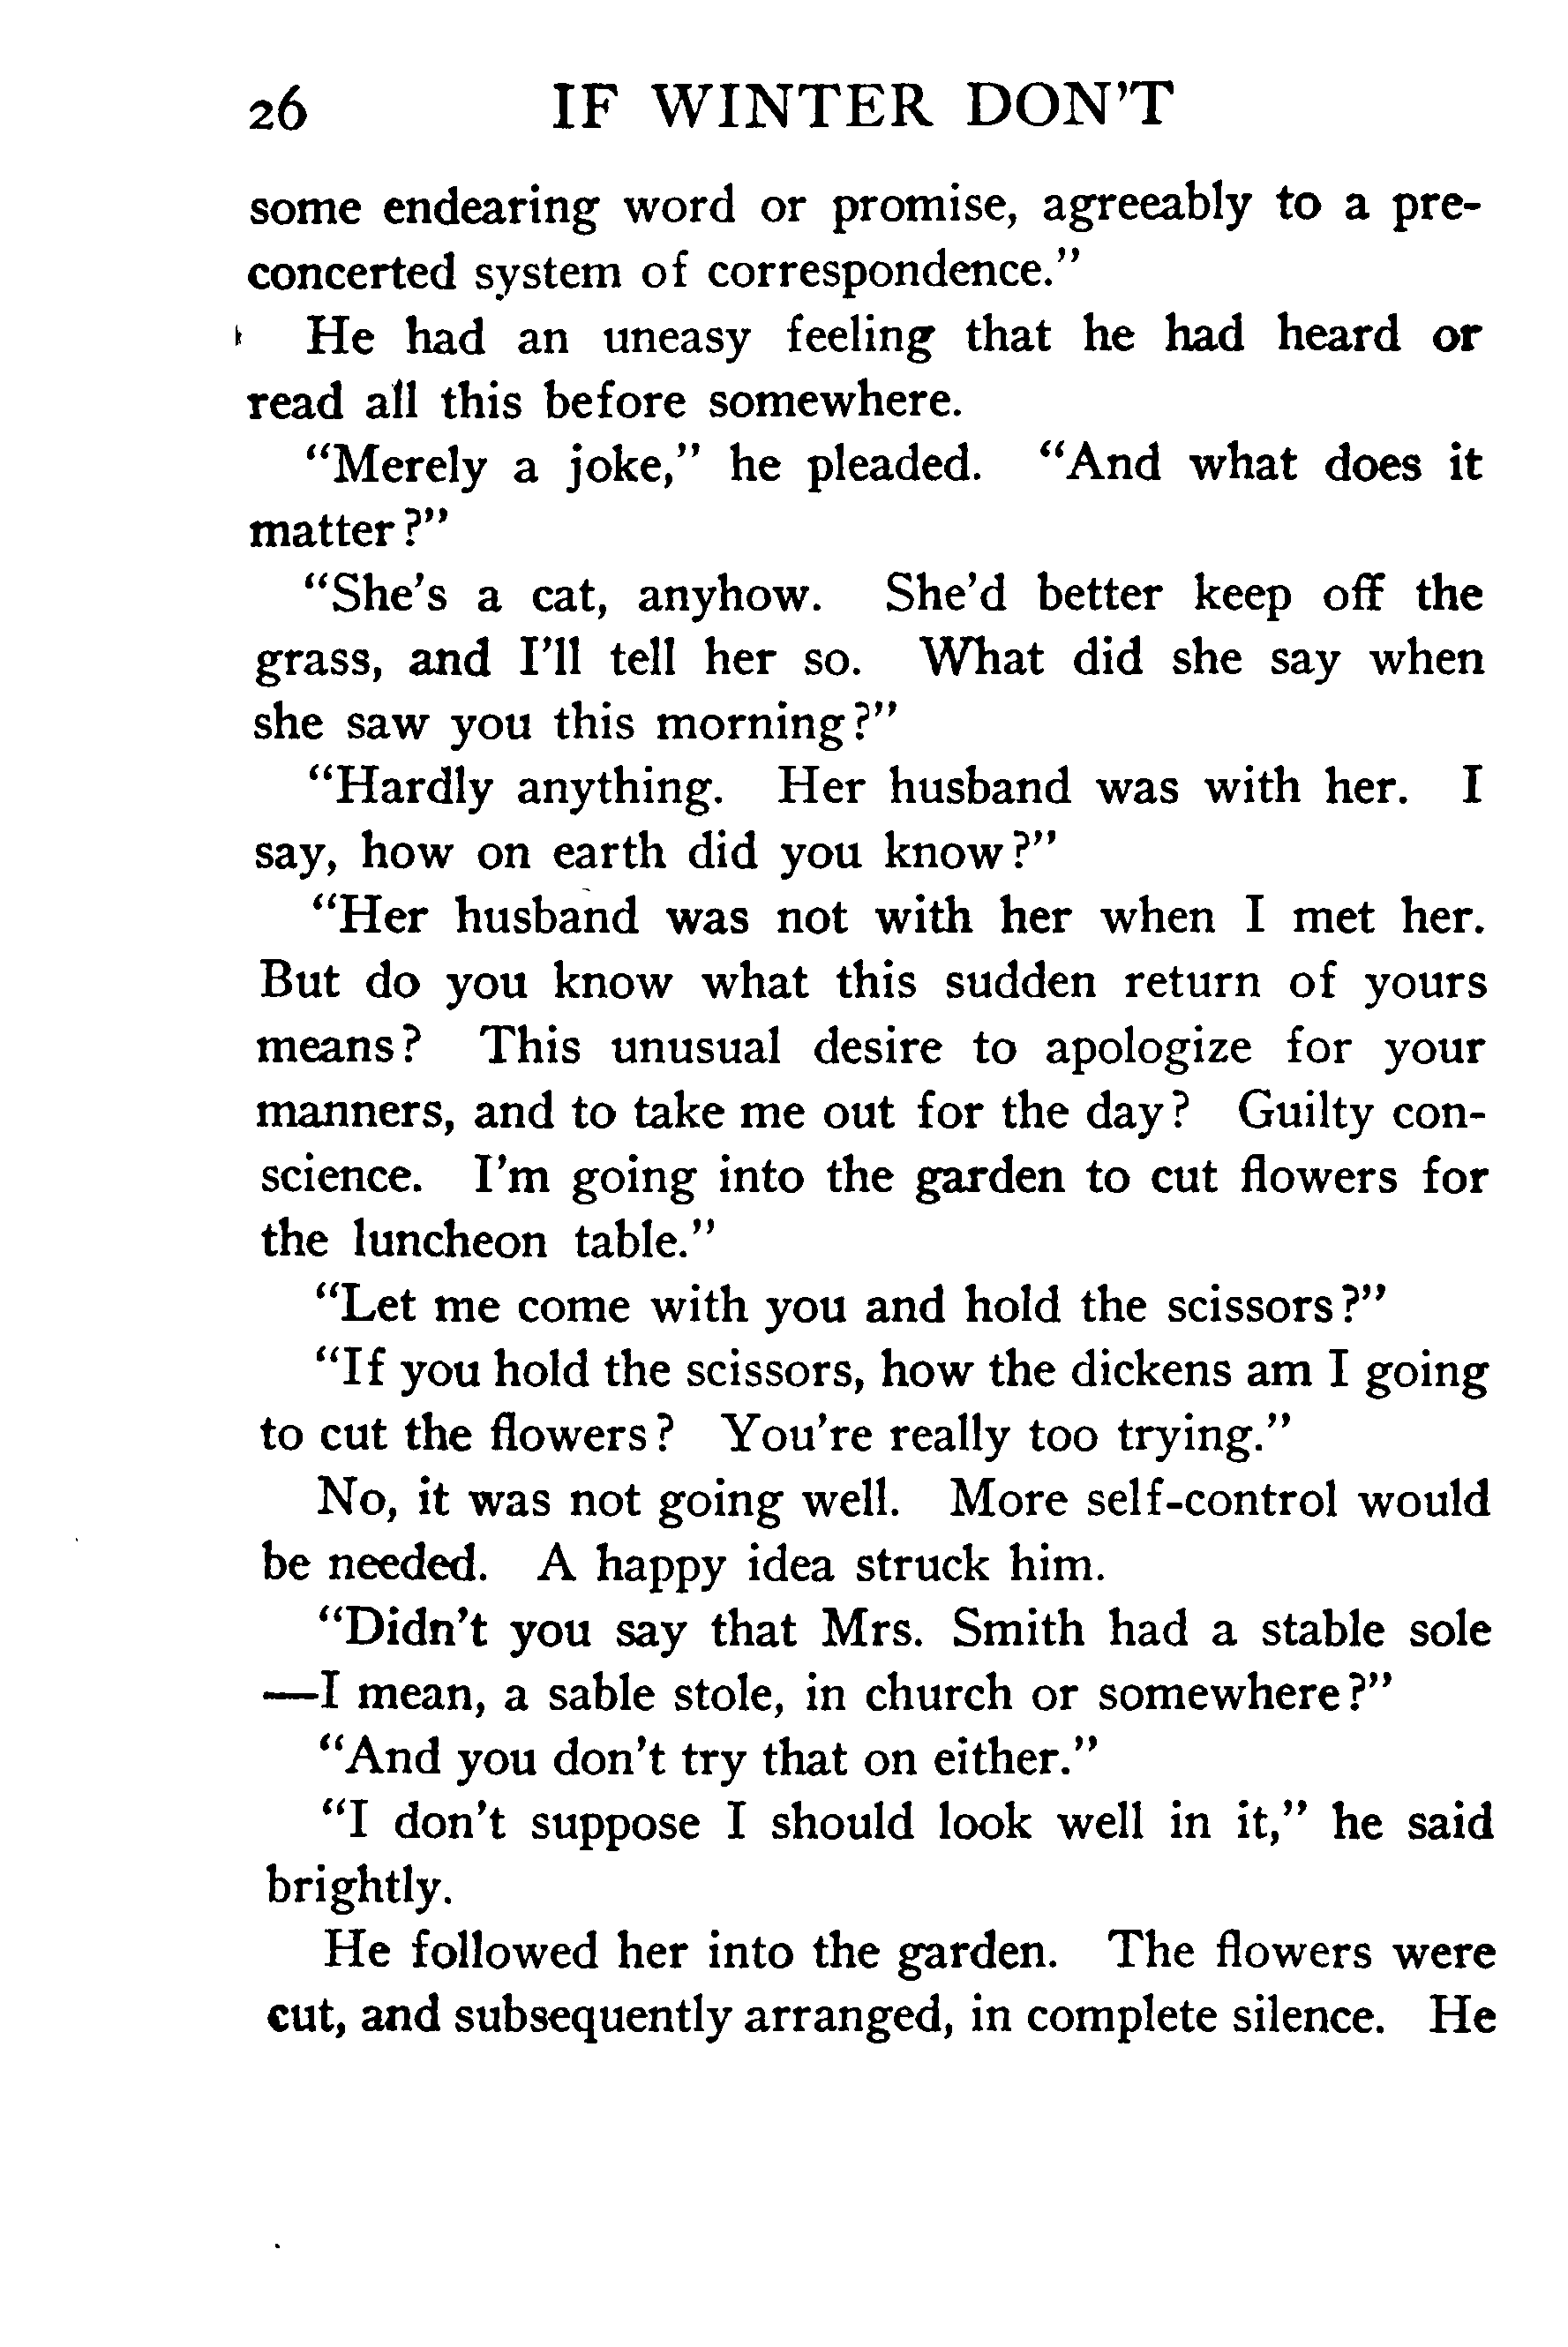 26 IF WINTER DON'T
some endearing word or promise, agreeably to a pre-
concerted system of correspondence."
He had an uneasy feeling that he had heard or
read all this before somewhere.
"Merely a joke," he pleaded. "And what does it
matter?"
"She's a cat, anyhow. She'd better keep off the
grass, and I'll tell her so. What did she say when
she saw you this morning?"
"Hardly anything. Her husband was with her. I
say, how on earth did you know?"
"Her husband was not with her when I met her.
But do you know what this sudden return of yours
means? This unusual desire to apologize for your
manners, and to take me out for the day? Guilty con-
science. I'm going into the garden to cut flowers for
the luncheon table."
"Let me come with you and hold the scissors?"
"If you hold the scissors, how the dickens am I going
to cut the flowers? You're really too trying."
No, it was not going well. More self-control would
be needed. A happy idea struck him.
"Didn't you say that Mrs. Smith had a stable sole
—I mean, a sable stole, in church or somewhere?"
"And you don't try that on either."
"I don't suppose I should look well in it," he said
brightly.
He followed her into the garden. The flowers were
cut, and subsequently arranged, in complete silence. He